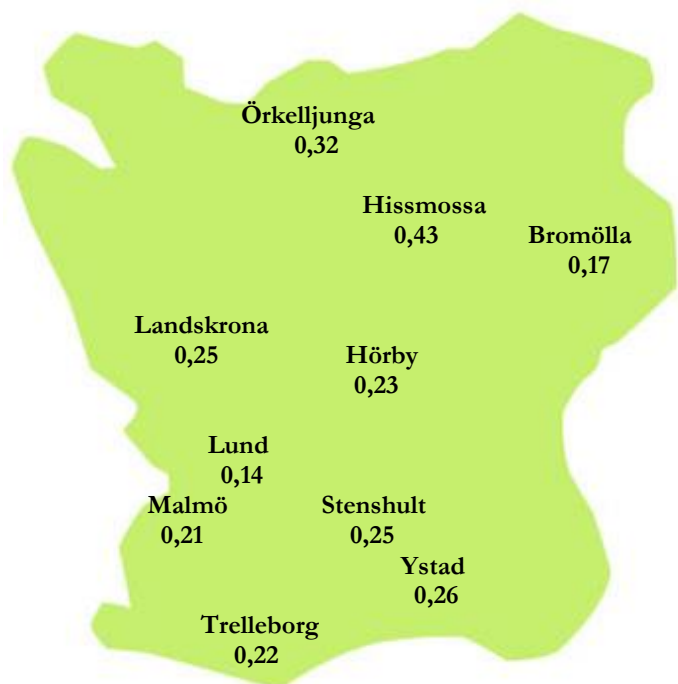 Örkelljunga
0,32
Hissmossa
0,43
Bromölla
0,17
Landskrona
0,25
Hörby
0,23
Lund
0,14
Malmö
0,21
Stenshult
0,25
Ystad
0,26
Trelleborg
0,22